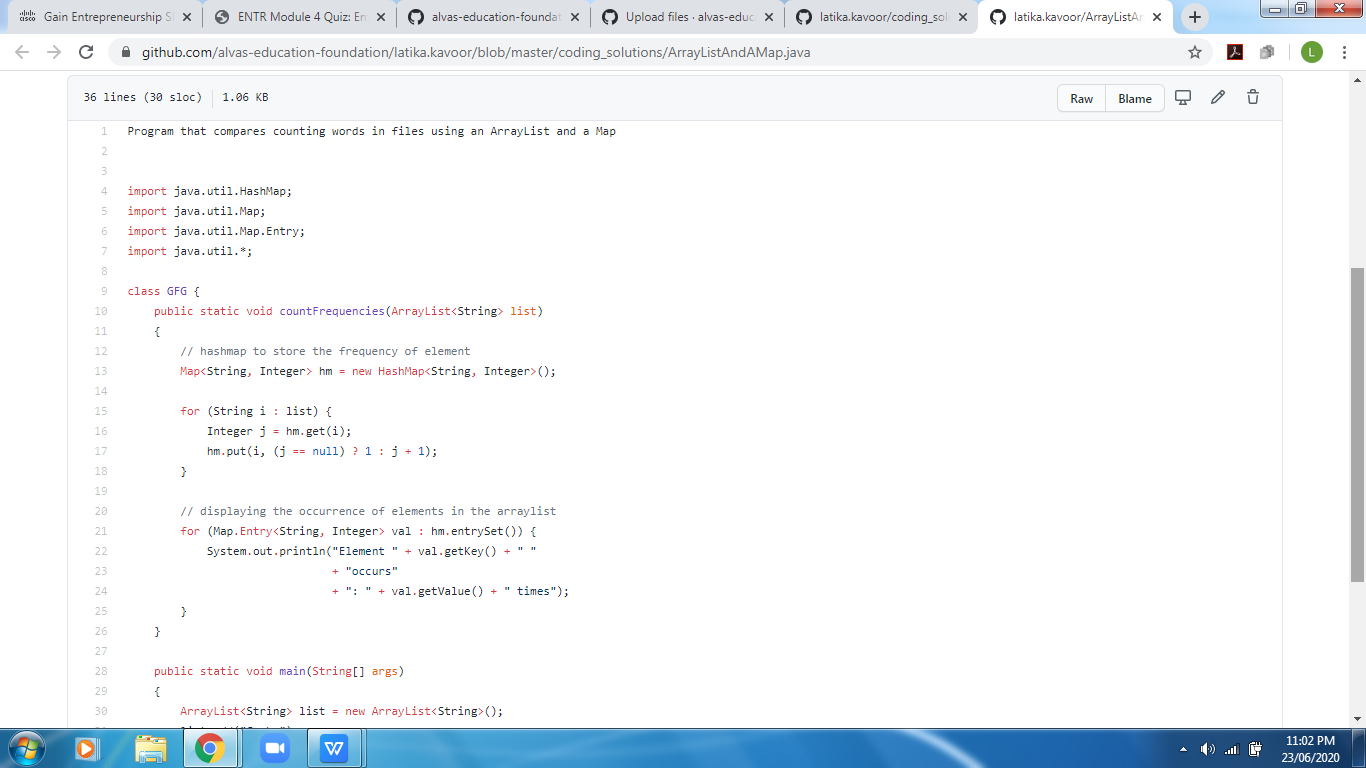 Gain Entrepreneurship S
ENTR Module 4 Quiz: En
alvas-education-foundat
Upload files · alvas-educ
latika.kavoor/coding_sol
latika.kavoor/ArrayListAn
github.com/alvas-education-foundation/latika.kavoor/blob/master/coding_solutions/ArrayListAndAMap.java
L
36 lines (30 sloc) 1.06 KB
Raw Blame
1 Program that compares counting words in files using an ArrayList and a Map
2
3
4 import java.util.HashMap;
5 import java.util.Map;
6 import java.util.Map.Entry;
7 import java.util.*;
8
9 class GFG {
10 public static void countFrequencies(ArrayList<String> list)
11 {
12 // hashmap to store the frequency of element
13 Map<String, Integer> hm = new HashMap<String, Integer>();
14
15 for (String i : list) {
16 Integer j = hm.get(i);
17 hm.put(i, (j == null) ? 1 : j + 1);
18 }
19
20 // displaying the occurrence of elements in the arraylist
21 for (Map.Entry<String, Integer> val : hm.entrySet()) {
22 System.out.println("Element " + val.getKey() + " "
23 + "occurs"
24 + ": " + val.getValue() + " times");
25 }
26 }
27
28 public static void main(String[] args)
29 {
30 ArrayList<String> list = new ArrayList<String>();
11:02 PM
23/06/2020